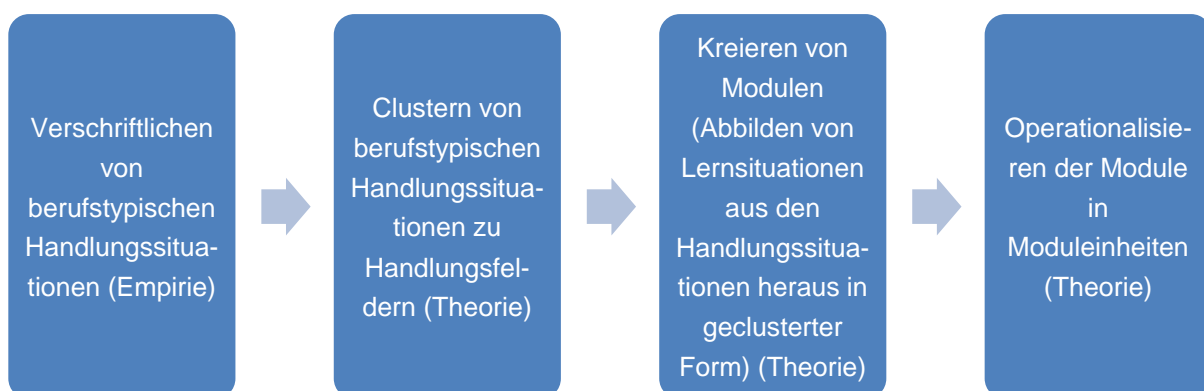 Verschriftlichen
von
berufstypischen
Handlungssitua-
tionen (Empirie)
Clustern von
berufstypischen
Handlungssitua-
tionen zu
Handlungsfel-
dern (Theorie)
Kreieren von
Modulen
(Abbilden von
Lernsituationen
aus den
Handlungssitua-
tionen heraus in
geclusterter
Form) (Theorie)
Operationalisie-
ren der Module
in
Moduleinheiten
(Theorie)